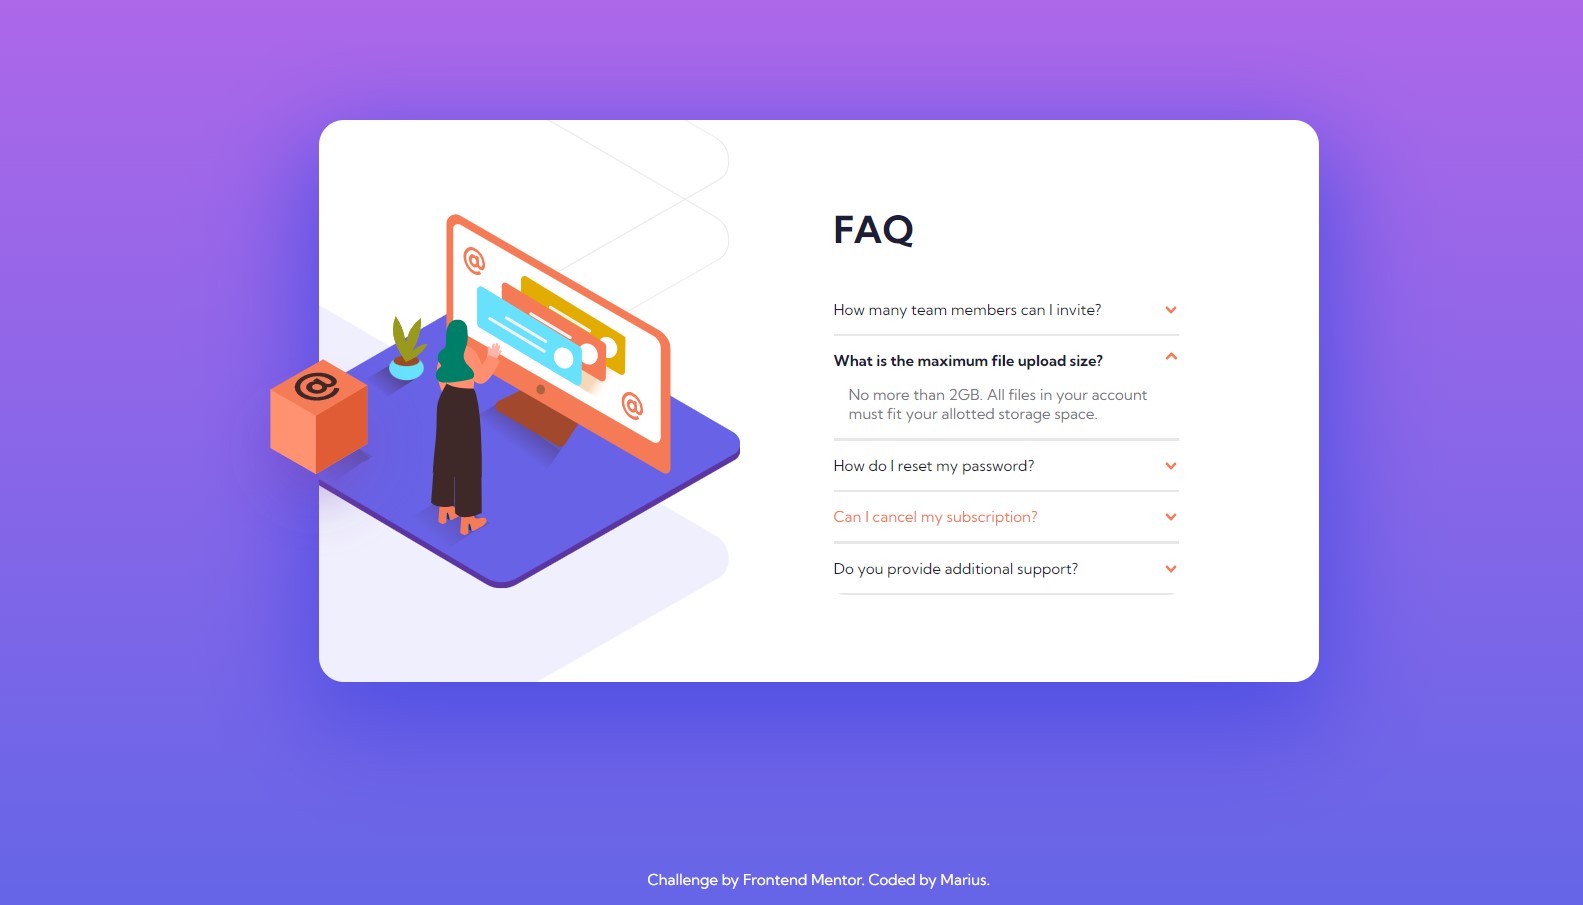 FAQ
How many team members can I invite?
What is the maximum file upload size?
No more than 2GB. All files in your account
must fit your allotted storage space.
How do I reset my password?
Can I cancel my subscription?
Do you provide additional support?
@
@
@
Challenge by Frontend Mentor. Coded by Marius.